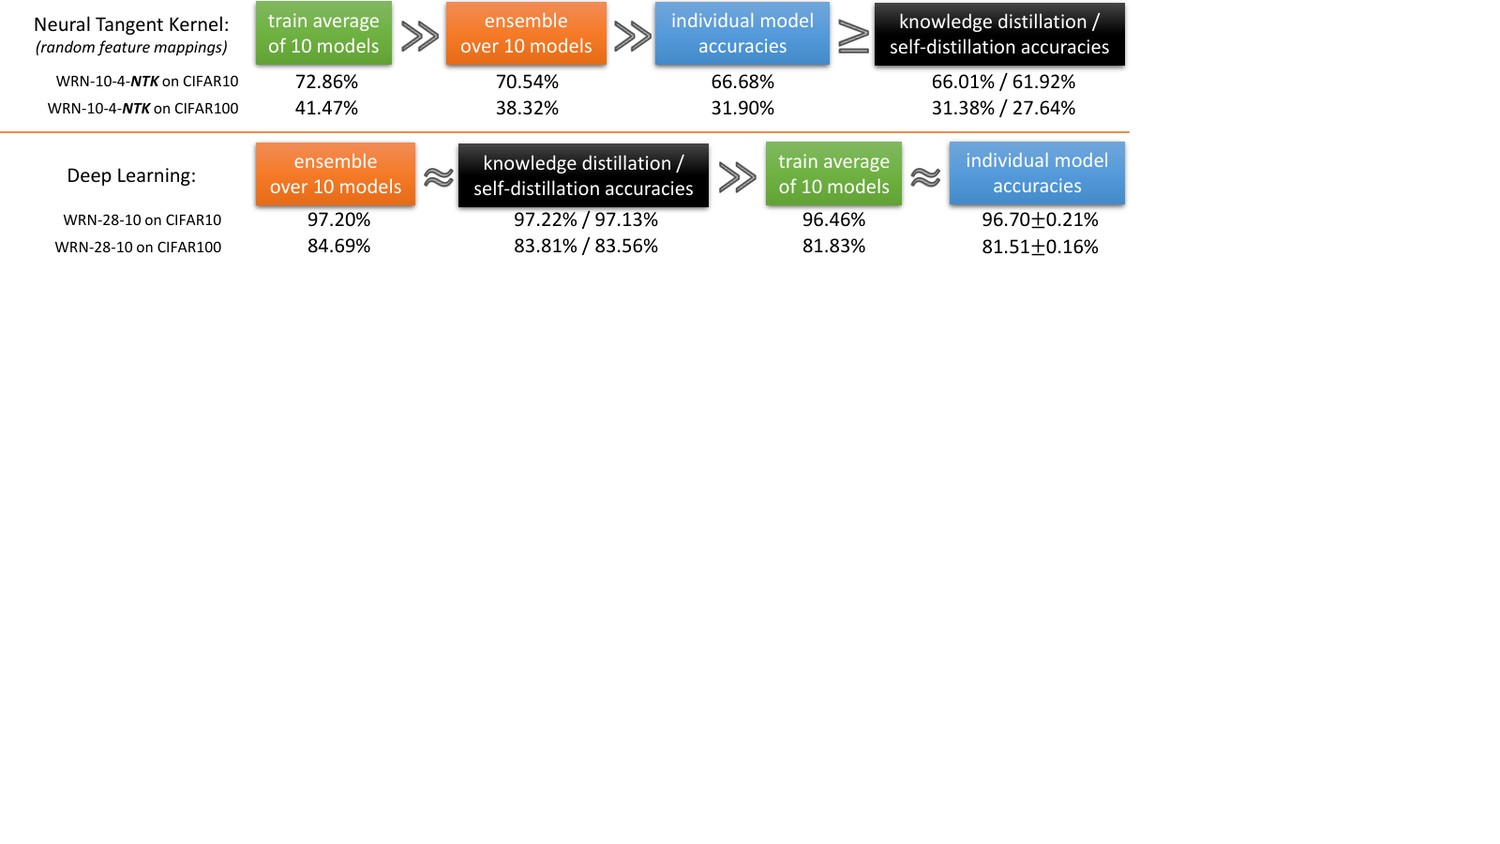 Neural Tangent Kernel:
(random feature mappings)
train average
of 10 models
≫
ensemble
over 10 models
≫
individual model
accuracies
≥
knowledge distillation /
self-distillation accuracies
WRN-10-4-NTK on CIFAR10 72.86% 70.54% 66.68% 66.01% / 61.92%
WRN-10-4-NTK on CIFAR100 41.47% 38.32% 31.90% 31.38% / 27.64%
Deep Learning:
ensemble
over 10 models
≈
knowledge distillation /
self-distillation accuracies
≫
train average
of 10 models
≈
individual model
accuracies
WRN-28-10 on CIFAR10 97.20% 97.22% / 97.13% 96.46% 96.70±0.21%
WRN-28-10 on CIFAR100 84.69% 83.81% / 83.56% 81.83% 81.51±0.16%